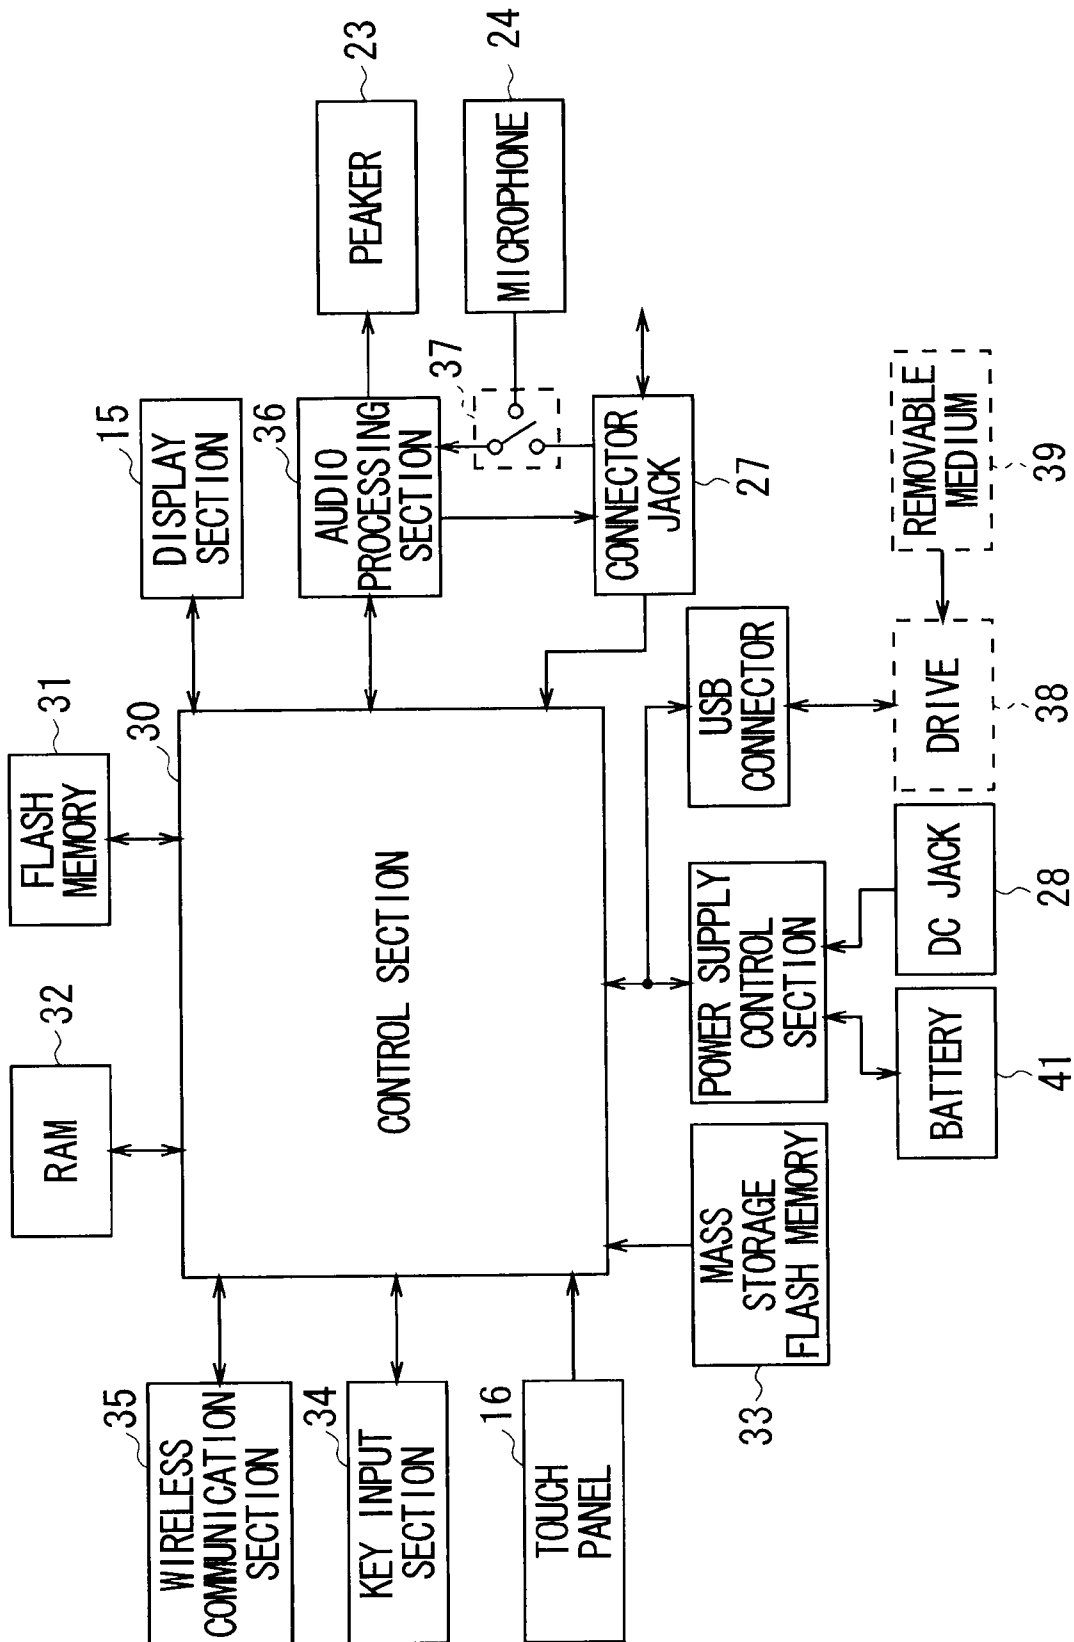 WIRELESS
COMMUNICATION
SECTION
35
KEY INPUT
SECTION
34
TOUCH
PANEL
16
RAM
32
FLASH
MEMORY
31
CONTROL SECTION
30
MASS
STORAGE
FLASH MEMORY
33
DISPLAY
SECTION
15
AUDIO
PROCESSING
SECTION
36
PEAKER
23
MICROPHONE
24
37
CONNECTOR
JACK
27
USB
CONNECTOR
POWER SUPPLY
CONTROL
SECTION
BATTERY
41
DC JACK
28
DRIVE
38
REMOVABLE
MEDIUM
39